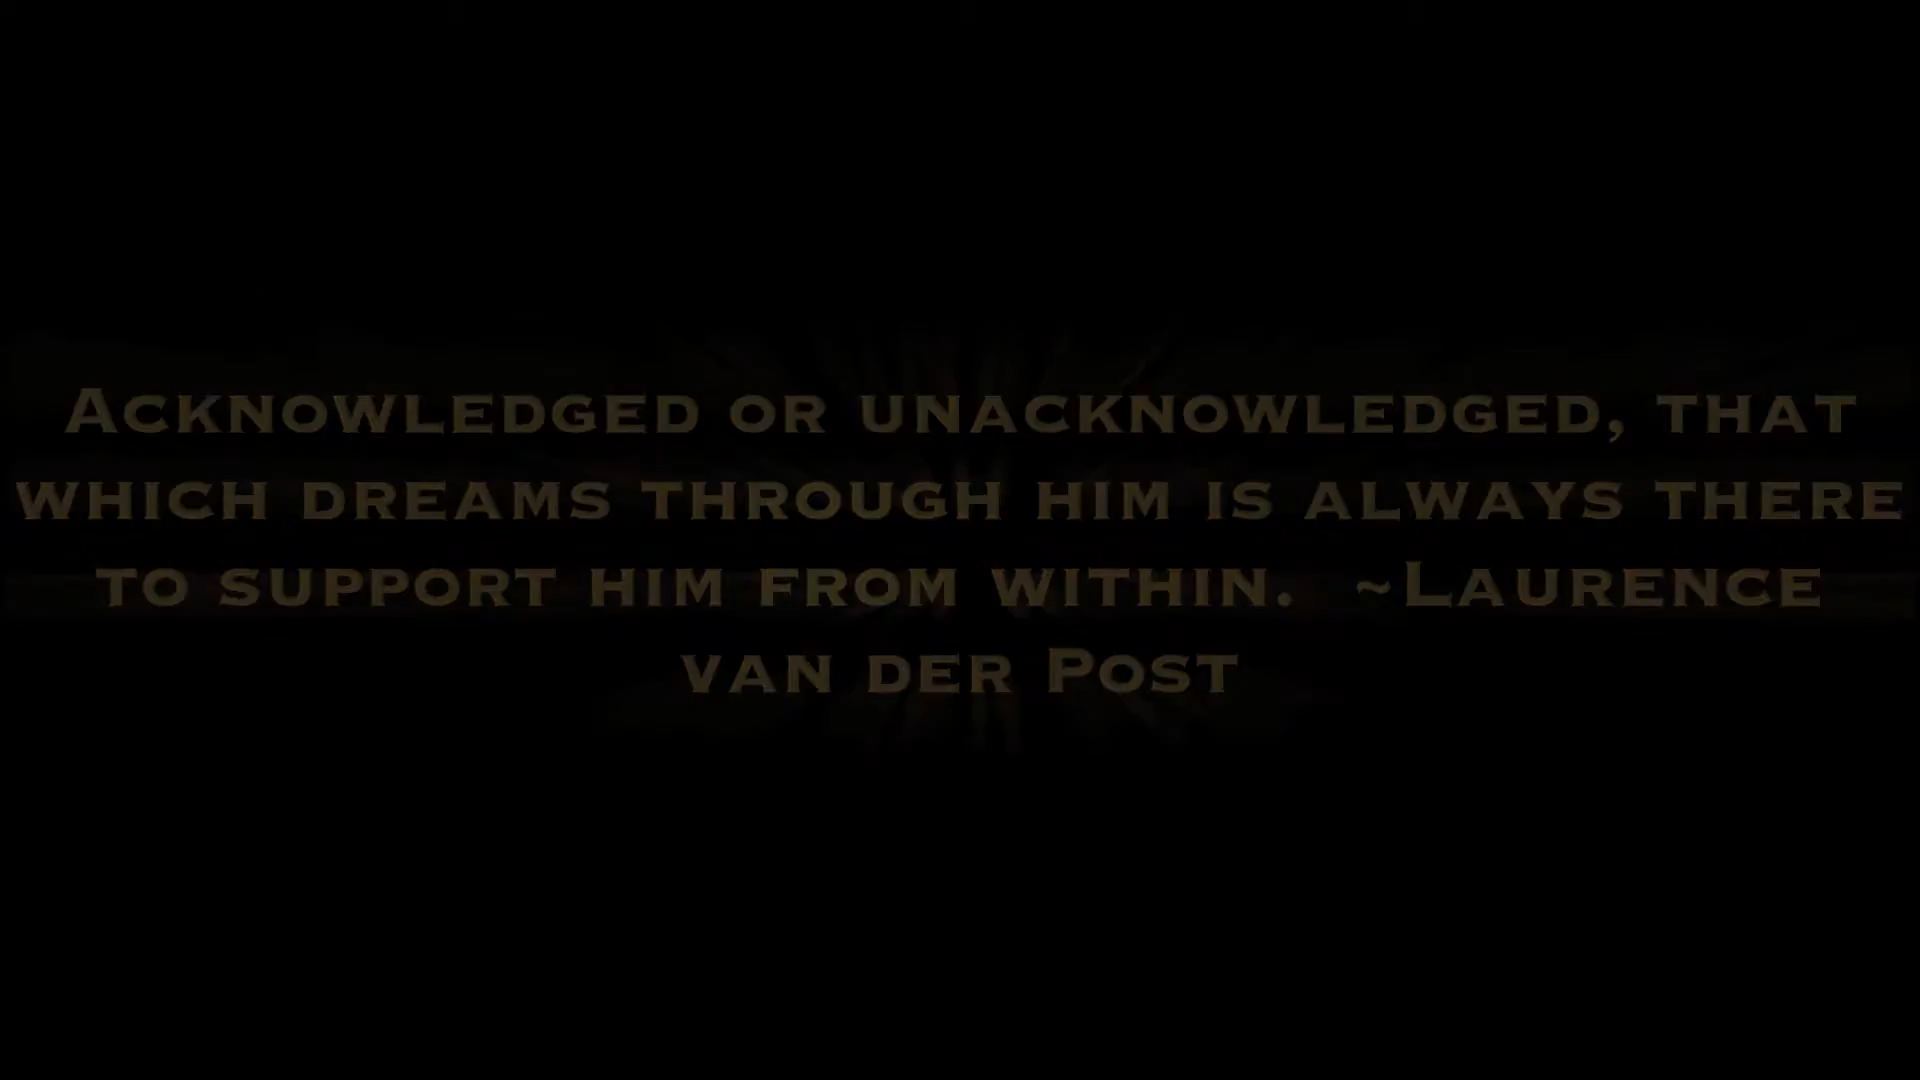 Acknowledged or unacknowledged, that
which dreams through him is always there
to support him from within.  ~Laurence
van der Post